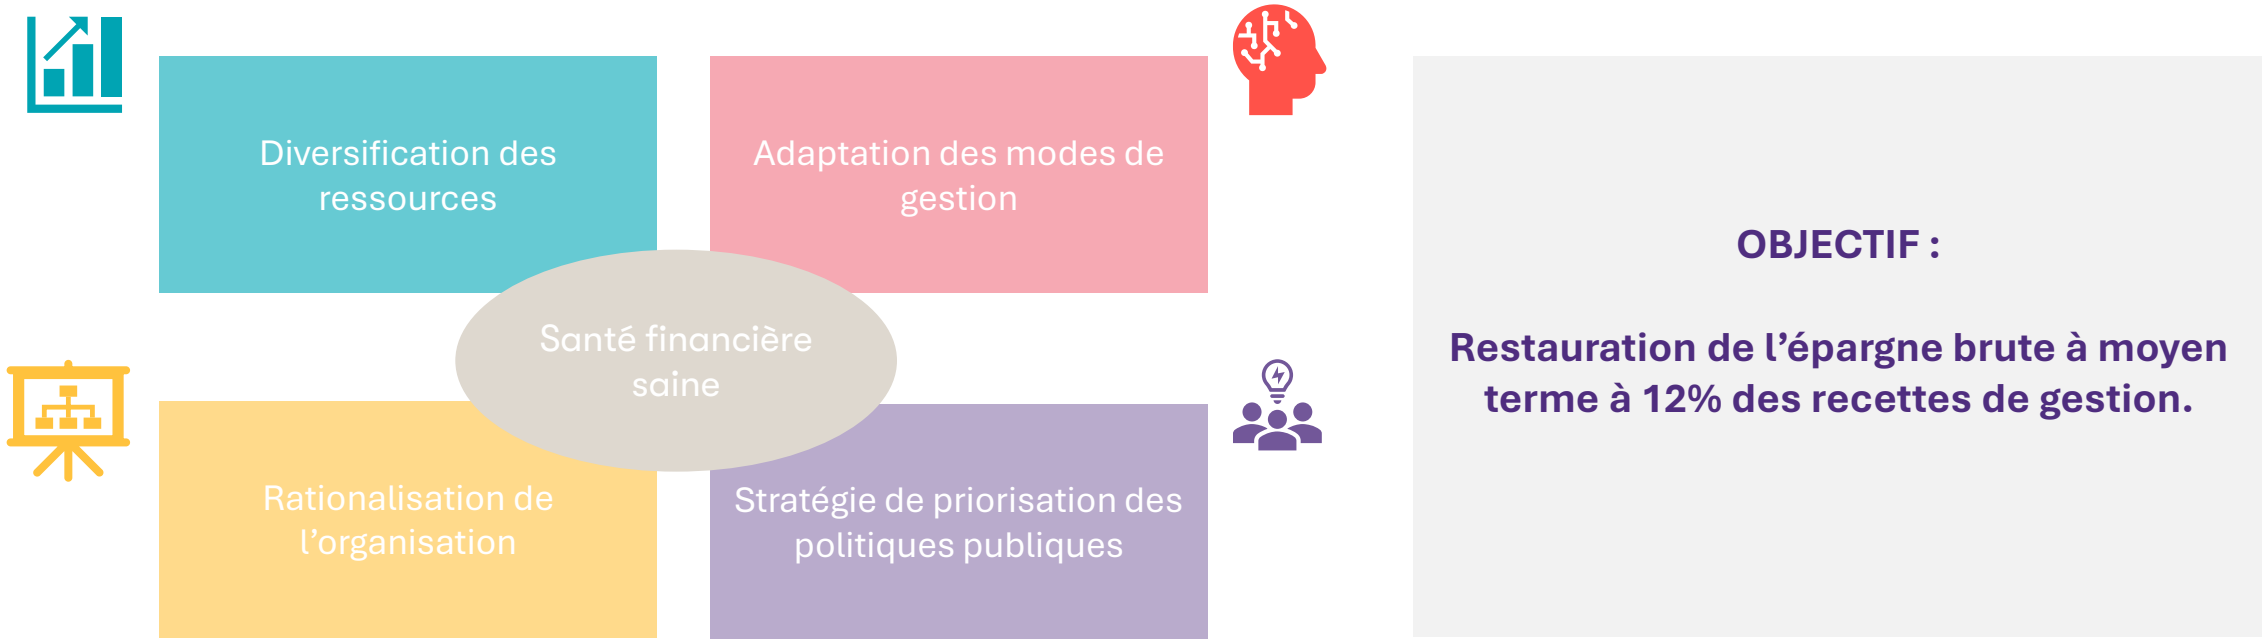 Diversification des
ressources
Adaptation des modes de
gestion
Santé financière
saine
Rationalisation de
l’organisation
Stratégie de priorisation des
politiques publiques
OBJECTIF :
Restauration de l’épargne brute à moyen
terme à 12% des recettes de gestion.